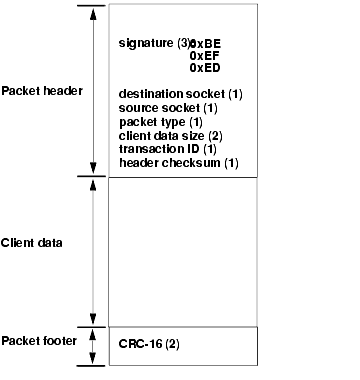 signature (3) 0xBE
0xEF
0xED
Packet header
destination socket (1)
source socket (1)
packet type (1)
client data size (2)
transaction ID (1)
header checksum (1)
Client data
Packet footer
CRC-16 (2)